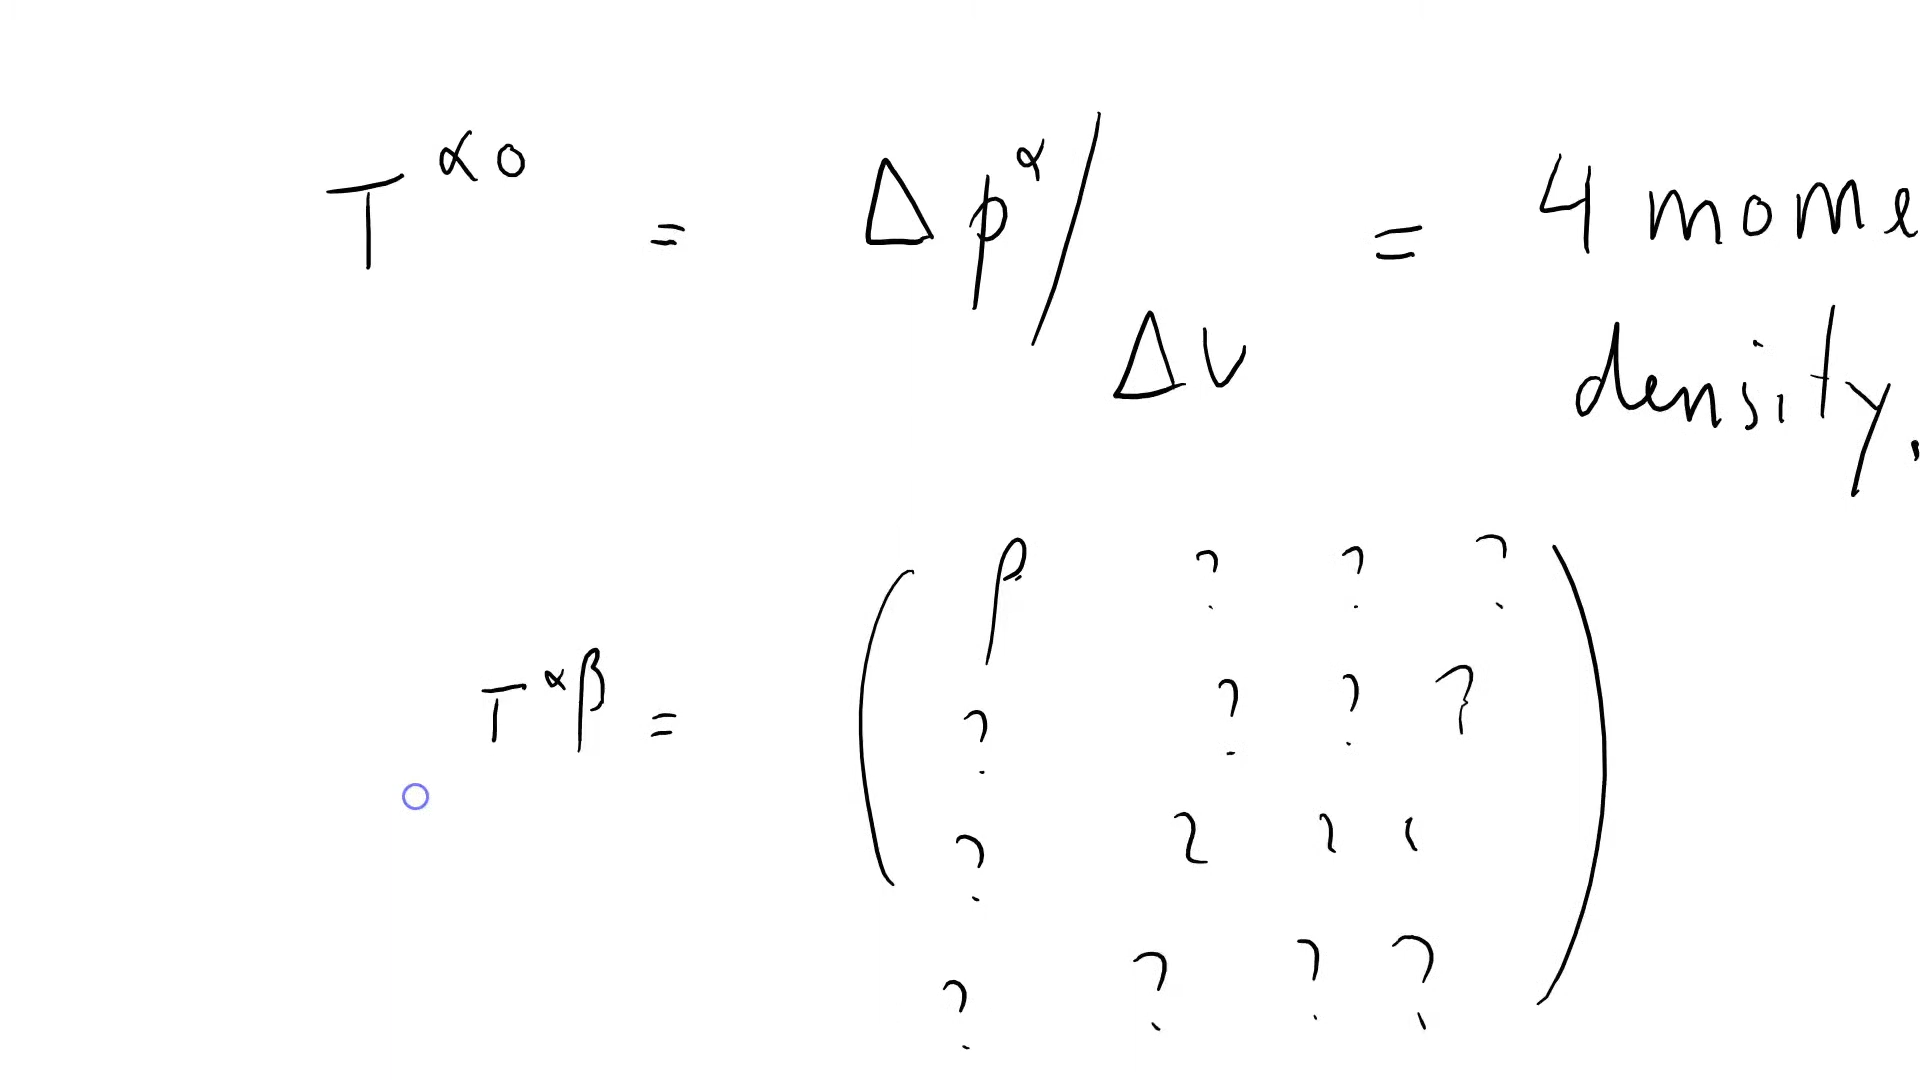 T^{α0} = Δp^α / ΔV = 4 mome
density.
T^{αβ} =
ρ ? ? ?
? ? ? ?
? ? ?
? ? ? ?